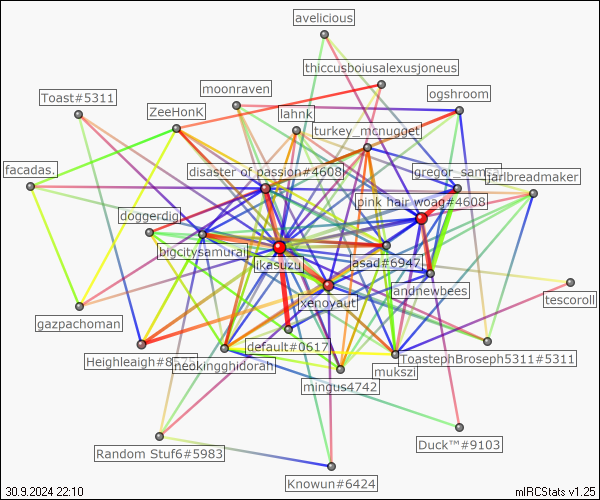 avelicious
thiccusboiusalexusjoneus
moonraven
ogshroom
Toast#5311
ZeeHonK
lahnk
turkey_mcnugget
facadas.
disaster of passion#4608
gregor_sam
jarlbreadmaker
pink hair woag#4608
doggerdig
bigcitysamurai
ikasuzu
asad#6947
andnewbees
xenoyaut
tescoroll
gazpachoman
default#0617
Heighleaigh#8
neokingghidorah
ToastephBroseph5311#5311
mukszi
mingus4742
Random Stuf6#5983
Duck™#9103
Knowun#6424
30.9.2024 22:10
mIRCStats v1.25